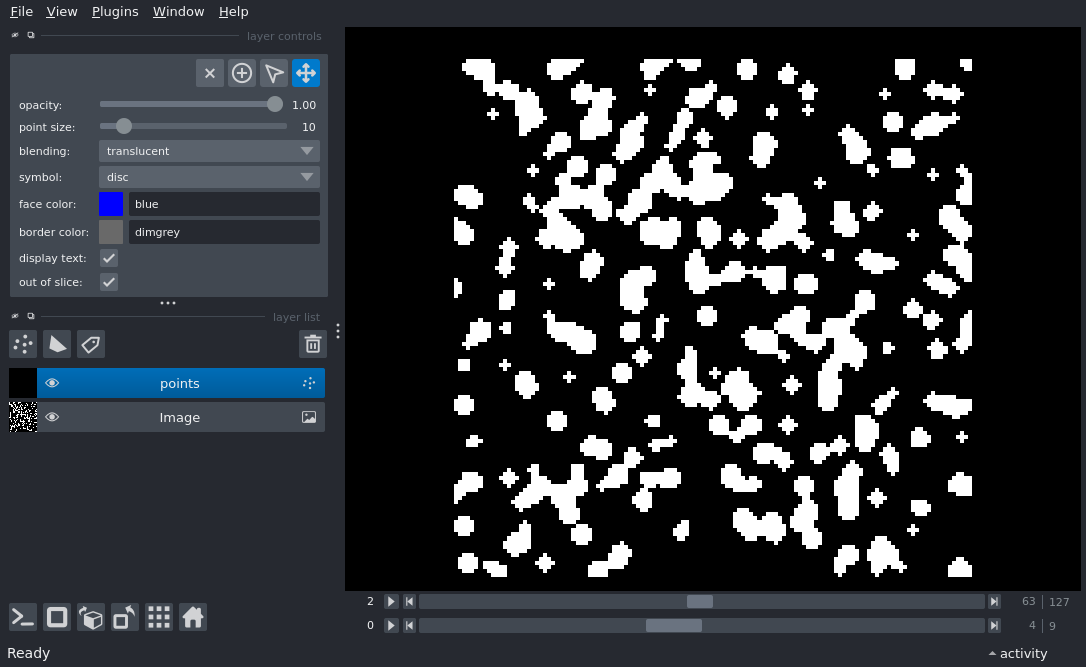 File View Plugins Window Help
layer controls
opacity: 1.00
point size: 10
blending: translucent
symbol: disc
face color: blue
border color: dimgrey
display text:
out of slice:
layer list
points
Image
2 63 127
0 4 9
Ready activity